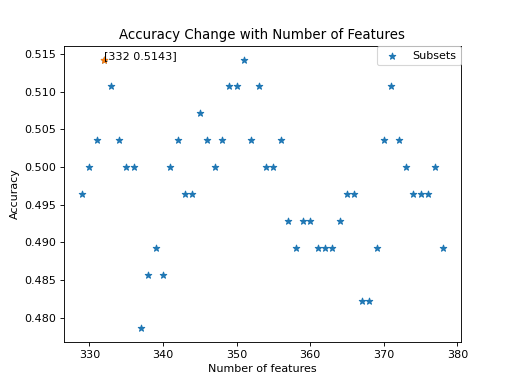 Accuracy Change with Number of Features
[332 0.5143]
Subsets
0.515
0.510
0.505
0.500
0.495
0.490
0.485
0.480
Accuracy
330 340 350 360 370 380
Number of features